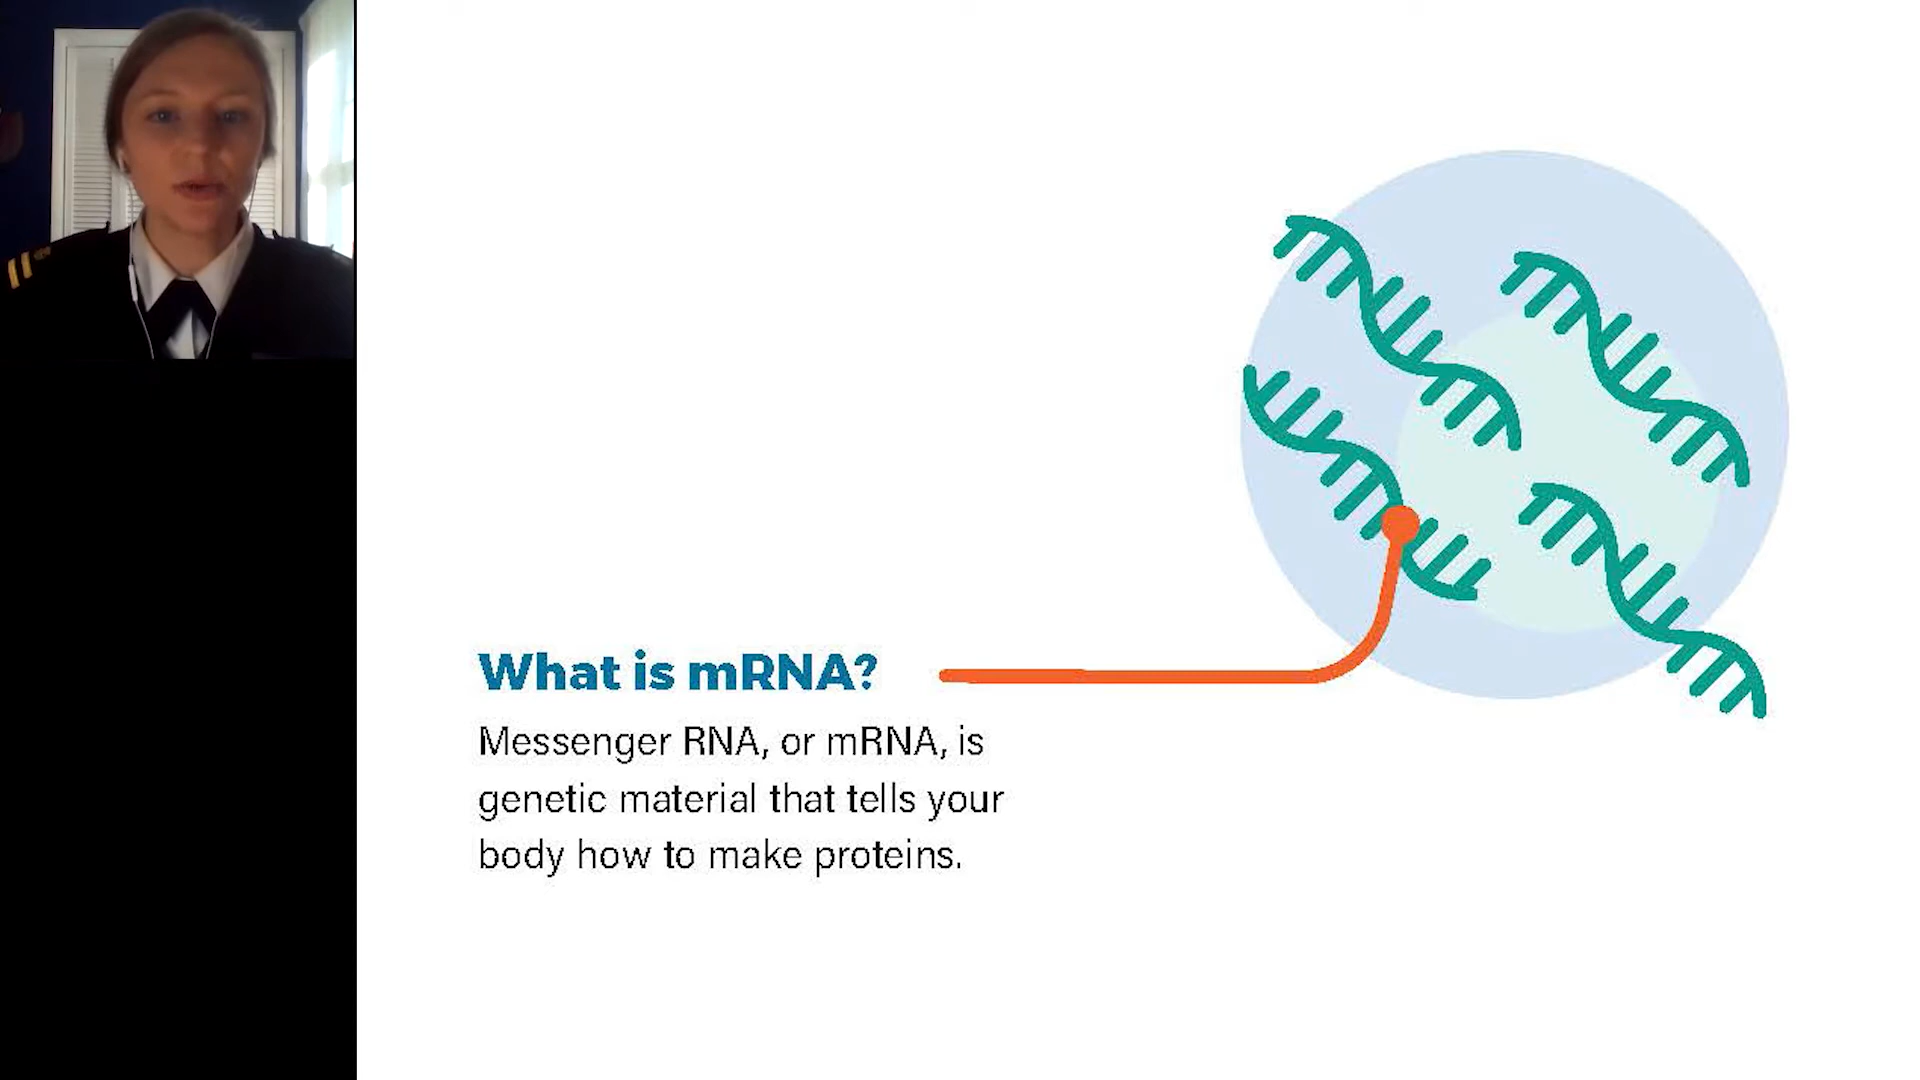 What is mRNA?
Messenger RNA, or mRNA, is
genetic material that tells your
body how to make proteins.